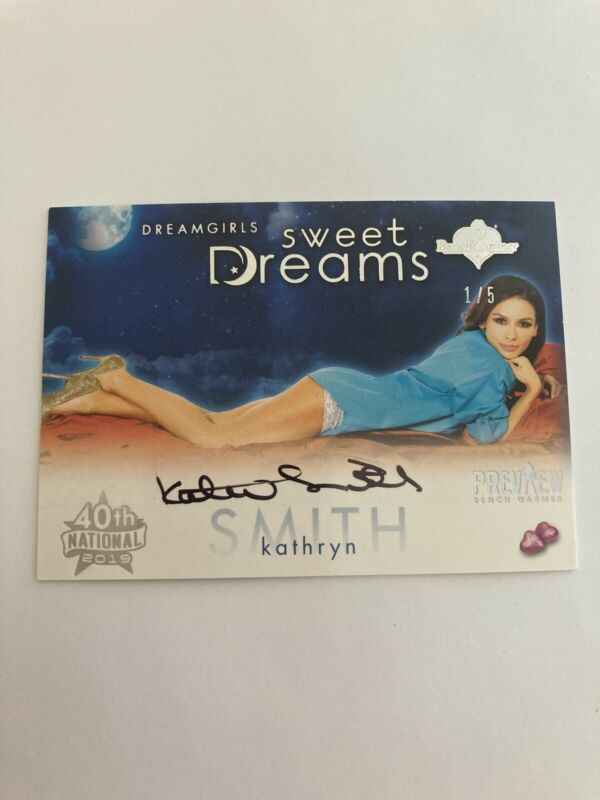 DREAMGIRLS
sweet
Dreams
BenchWarmer
1/5
PREVIEW
BENCH WARMER
40th
NATIONAL
2019
SMITH
kathryn